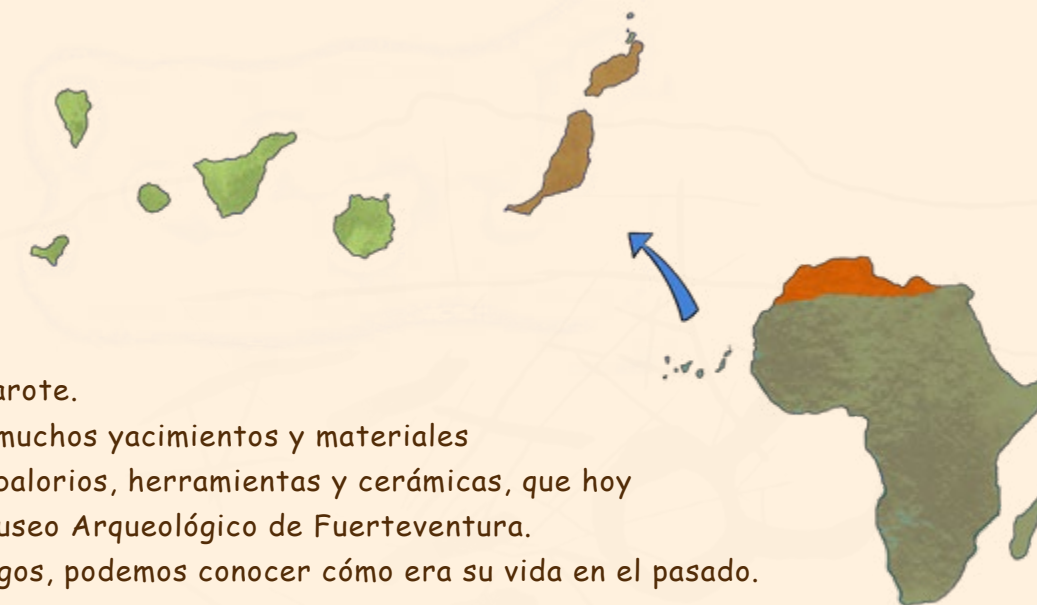 arote.
muchos yacimientos y materiales
balorios, herramientas y cerámicas, que hoy
useo Arqueológico de Fuerteventura.
gos, podemos conocer cómo era su vida en el pasado.